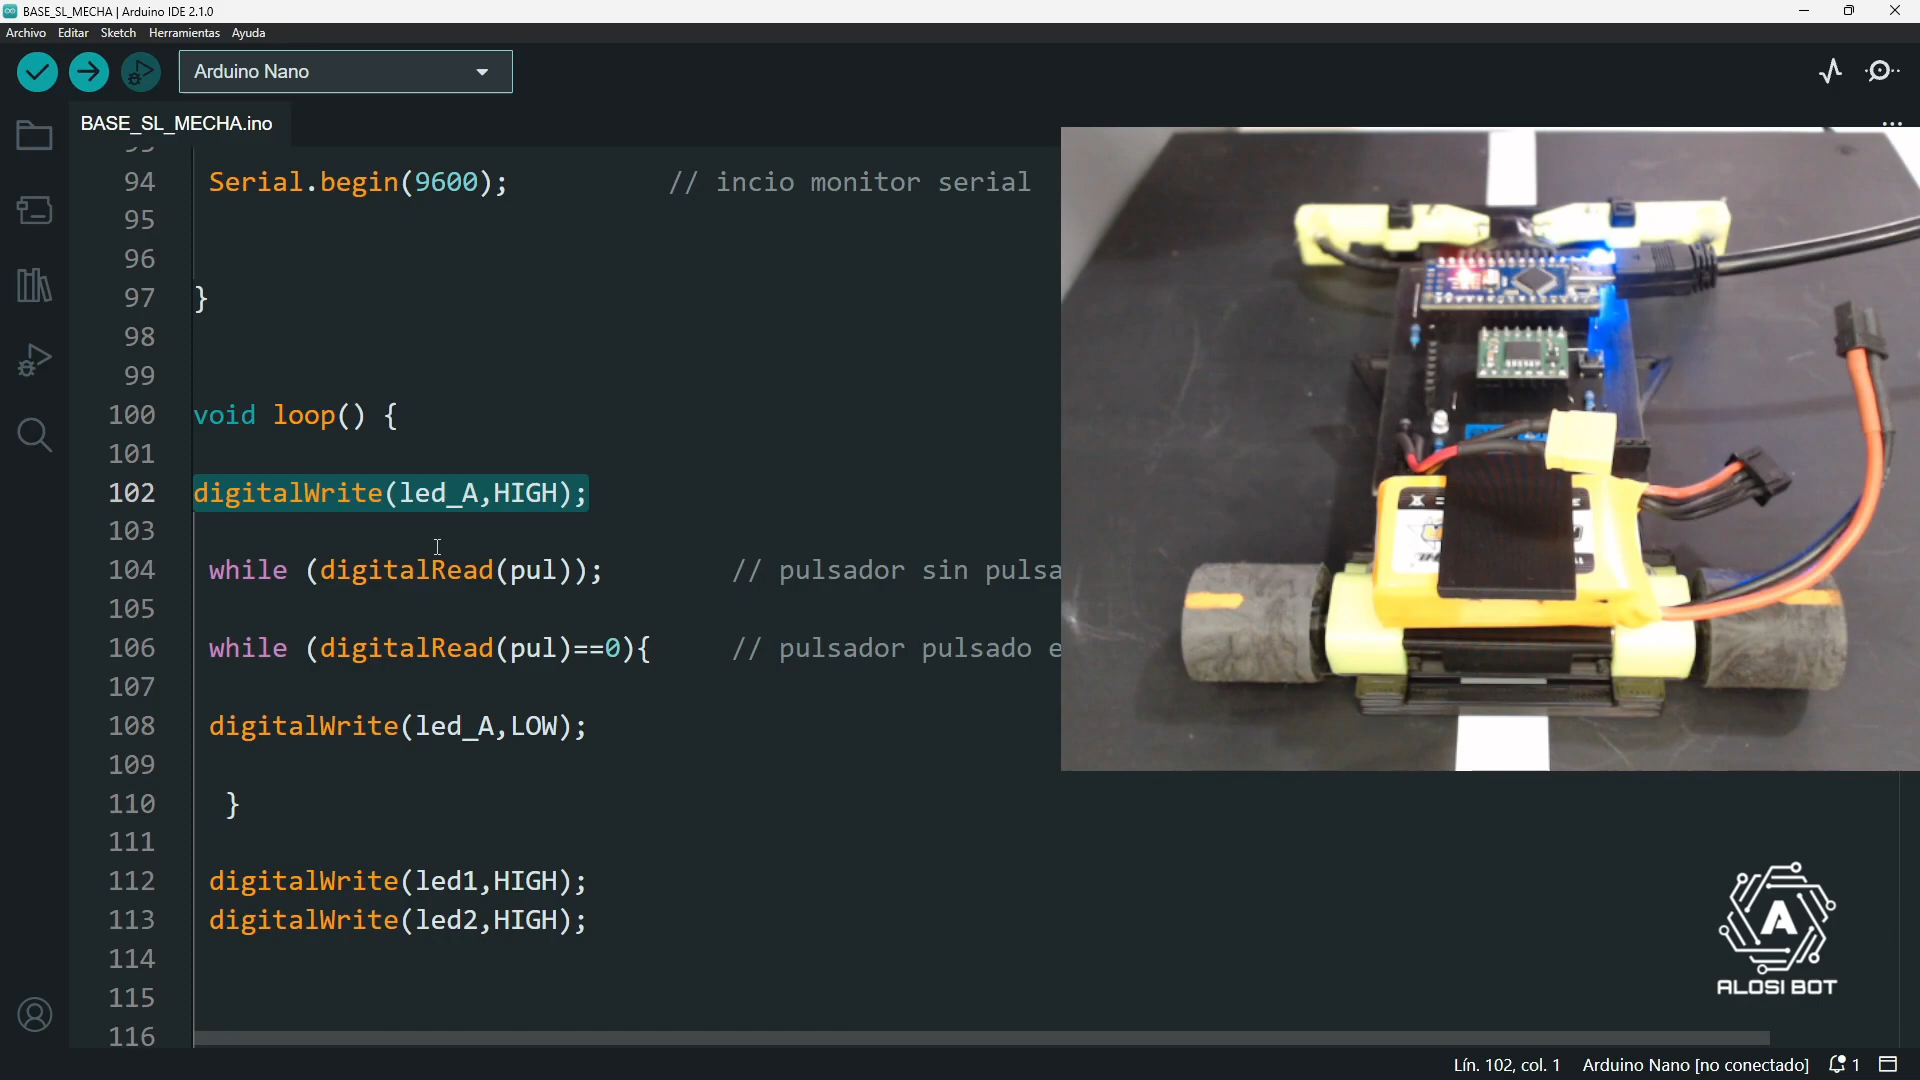 BASE_SL_MECHA | Arduino IDE 2.1.0
Archivo Editar Sketch Herramientas Ayuda
Arduino Nano
BASE_SL_MECHA.ino
94 Serial.begin(9600); // incio monitor serial
95
96
97 }
98
99
100 void loop() {
101
102 digitalWrite(led_A,HIGH);
103
104 while (digitalRead(pul)); // pulsador sin pulsa
105
106 while (digitalRead(pul)==0){ // pulsador pulsado e
107
108 digitalWrite(led_A,LOW);
109
110 }
111
112 digitalWrite(led1,HIGH);
113 digitalWrite(led2,HIGH);
114
115
116
ALOSI BOT
Lín. 102, col. 1 Arduino Nano [no conectado] 1